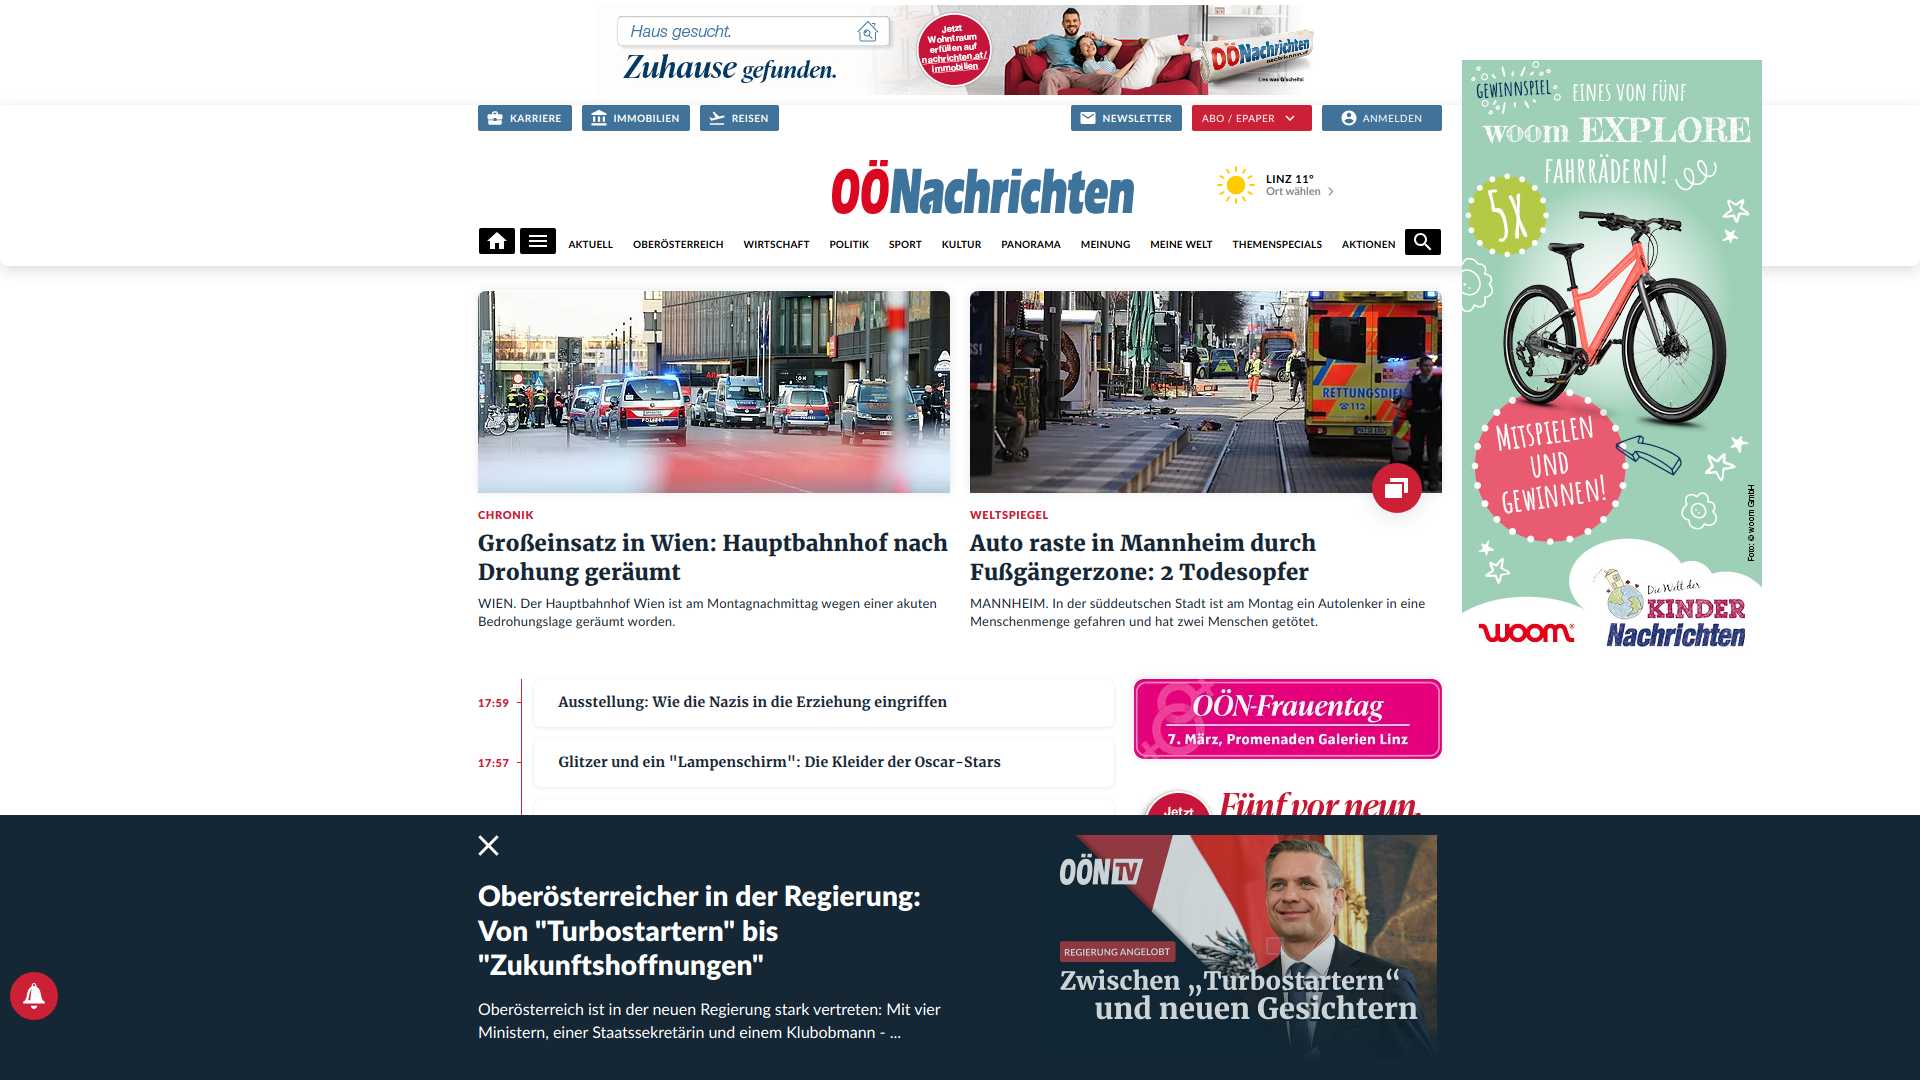 Haus gesucht.
Zuhause gefunden.
Jetzt
Wohntraum
erfüllen auf
nachrichten.at/
immobilien
OÖNachrichten
Lies was G'scheits!
KARRIERE
IMMOBILIEN
REISEN
NEWSLETTER
ABO / EPAPER
ANMELDEN
OÖNachrichten
LINZ 11°
Ort wählen
AKTUELL
OBERÖSTERREICH
WIRTSCHAFT
POLITIK
SPORT
KULTUR
PANORAMA
MEINUNG
MEINE WELT
THEMENSPECIALS
AKTIONEN
GEWINNSPIEL
EINES VON FÜNF
woom EXPLORE
FAHRRÄDERN!
5X
MITSPIELEN
UND
GEWINNEN!
Foto: © woom GmbH
woom
Die Welt der
KINDER
Nachrichten
RETTUNGSDIE
112
CHRONIK
Großeinsatz in Wien: Hauptbahnhof nach
Drohung geräumt
WIEN. Der Hauptbahnhof Wien ist am Montagnachmittag wegen einer akuten
Bedrohungslage geräumt worden.
WELTSPIEGEL
Auto raste in Mannheim durch
Fußgängerzone: 2 Todesopfer
MANNHEIM. In der süddeutschen Stadt ist am Montag ein Autolenker in eine
Menschenmenge gefahren und hat zwei Menschen getötet.
17:59
Ausstellung: Wie die Nazis in die Erziehung eingriffen
17:57
Glitzer und ein "Lampenschirm": Die Kleider der Oscar-Stars
OÖN-Frauentag
7. März, Promenaden Galerien Linz
Jetzt
Fünf vor neun.
Oberösterreicher in der Regierung:
Von "Turbostartern" bis
"Zukunftshoffnungen"
Oberösterreich ist in der neuen Regierung stark vertreten: Mit vier
Ministern, einer Staatssekretärin und einem Klubobmann - ...
OÖN TV
REGIERUNG ANGELOBT
Zwischen „Turbostartern“
und neuen Gesichtern